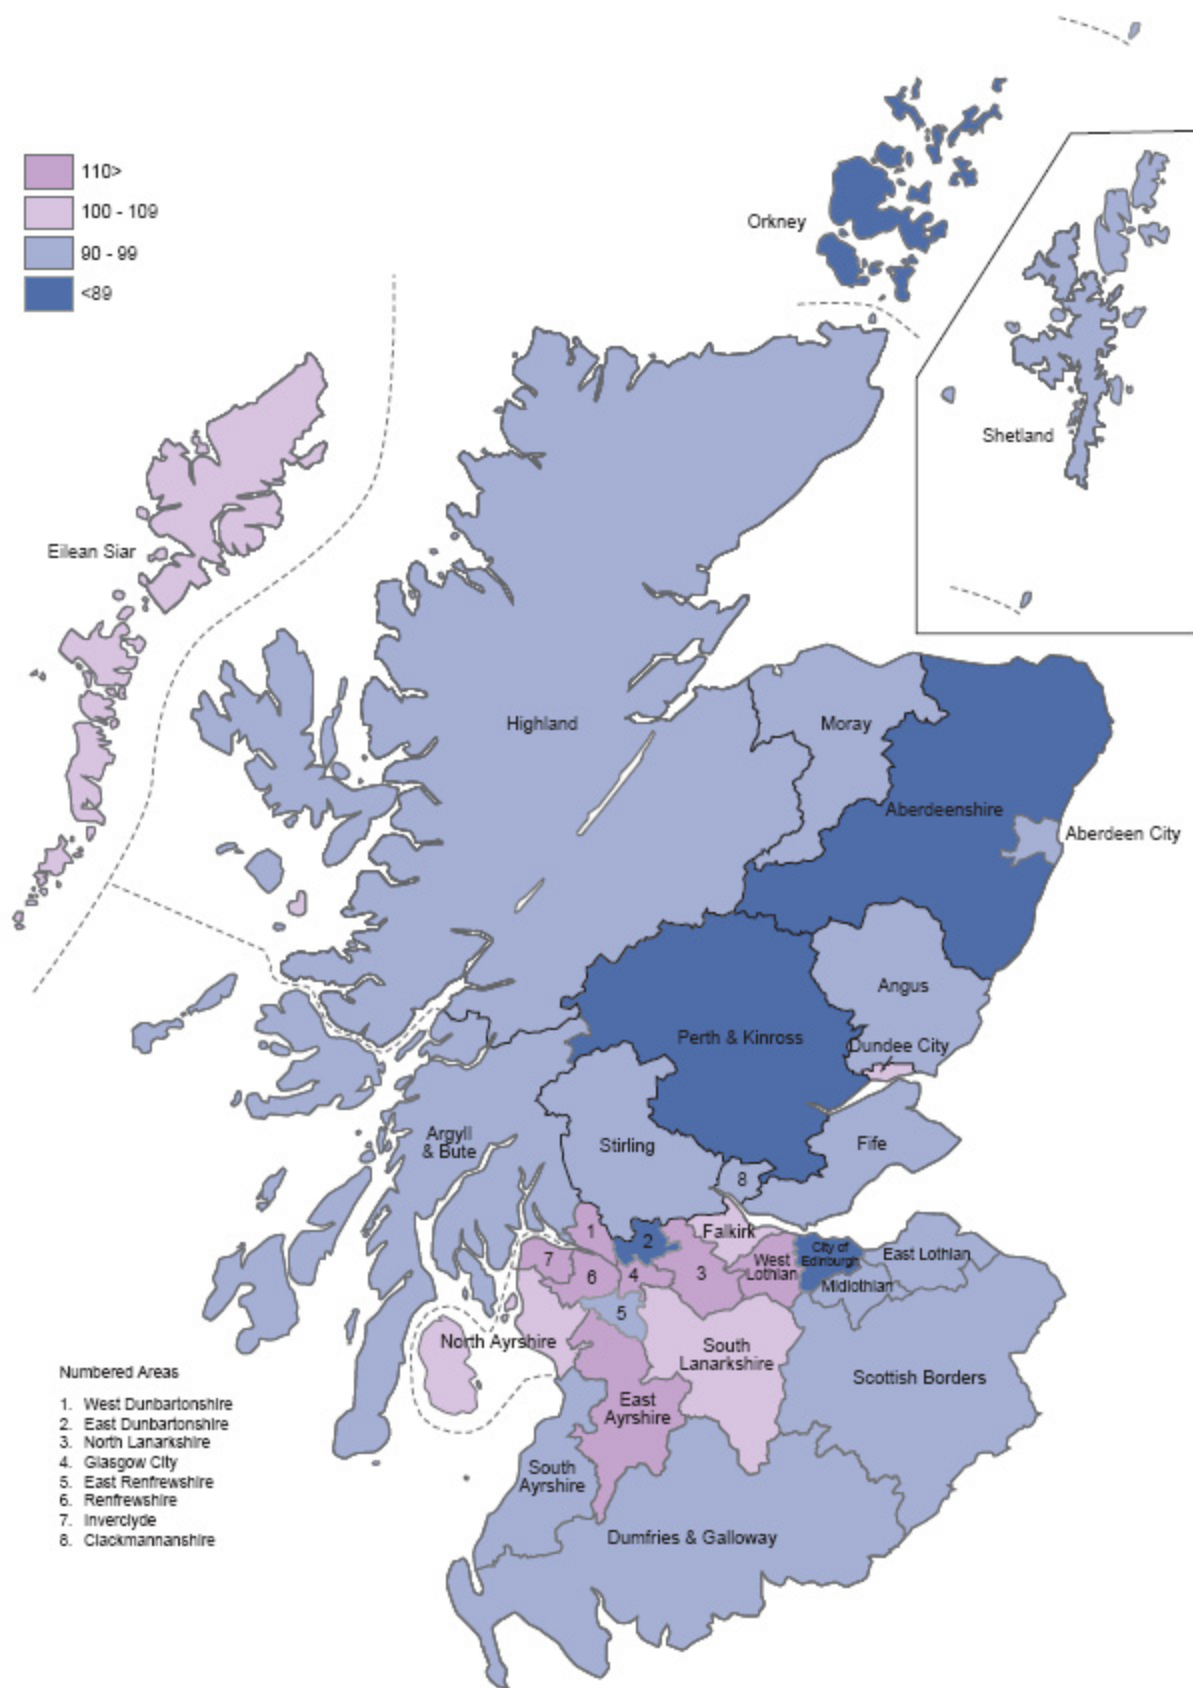 110>
100 - 109
90 - 99
<89
Orkney
Shetland
Eilean Siar
Highland
Moray
Aberdeenshire
Aberdeen City
Angus
Perth & Kinross
Dundee City
Argyll
& Bute
Stirling
Fife
8
1
2
Falkirk
7
6
4
3
West
Lothian
City of
Edinburgh
East Lothian
Midlothian
5
North Ayrshire
South
Lanarkshire
Scottish Borders
East
Ayrshire
South
Ayrshire
Dumfries & Galloway
Numbered Areas
1. West Dunbartonshire
2. East Dunbartonshire
3. North Lanarkshire
4. Glasgow City
5. East Renfrewshire
6. Renfrewshire
7. Inverclyde
8. Clackmannanshire